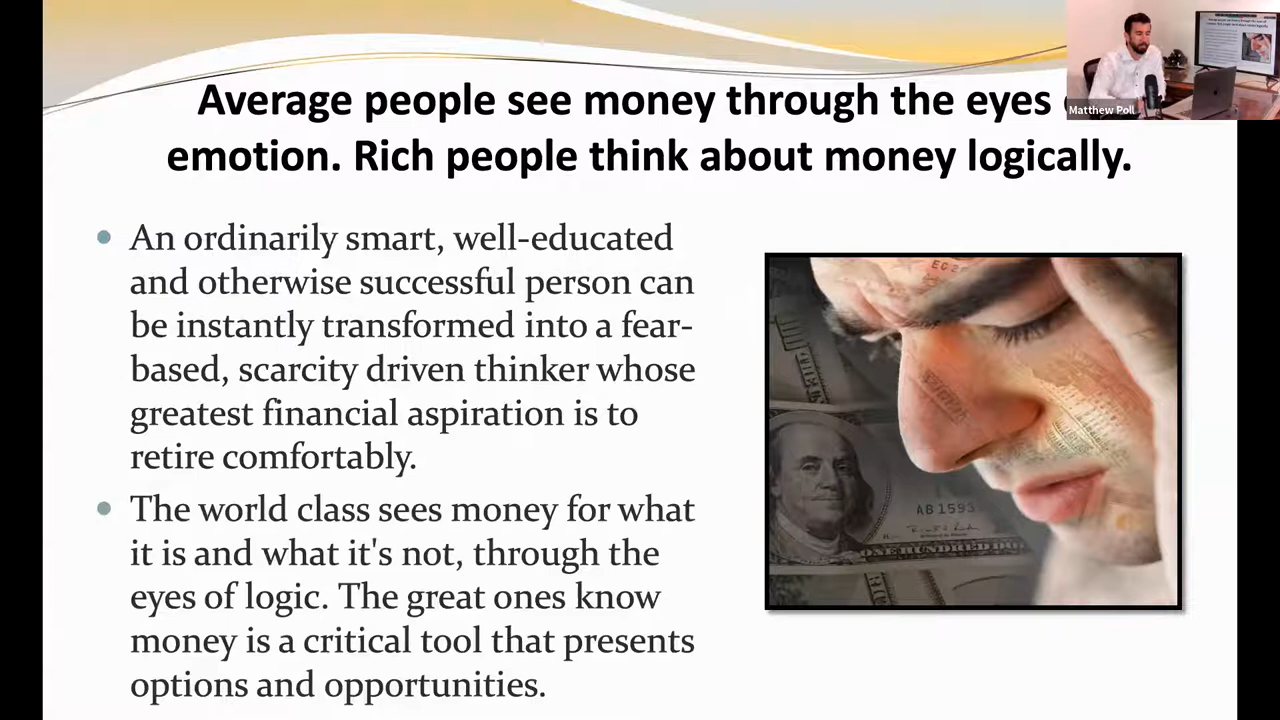 Average people see money through the eyes
emotion. Rich people think about money logically.
Matthew Poll
An ordinarily smart, well-educated
and otherwise successful person can
be instantly transformed into a fear-
based, scarcity driven thinker whose
greatest financial aspiration is to
retire comfortably.
The world class sees money for what
it is and what it's not, through the
eyes of logic. The great ones know
money is a critical tool that presents
options and opportunities.
AB1593
ONE HUNDRED